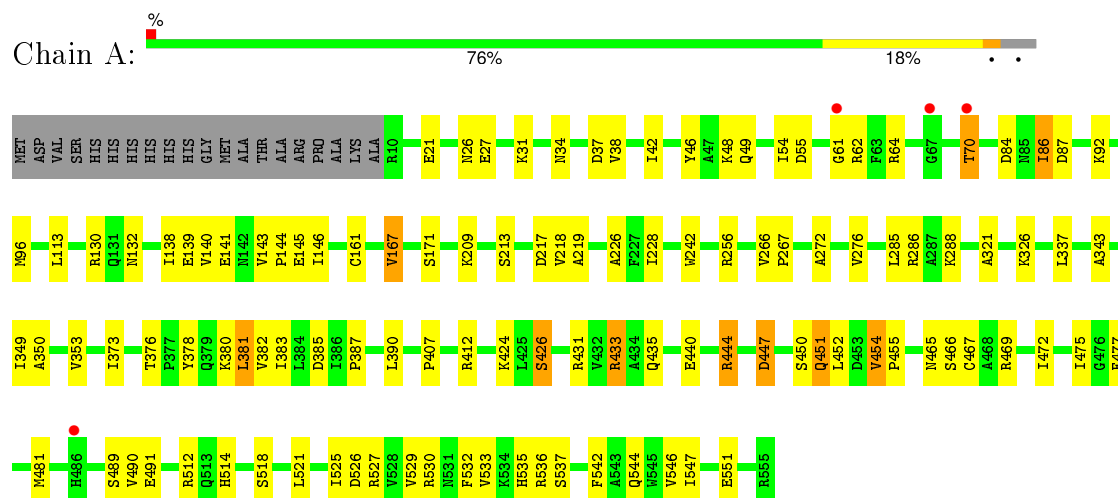 %
Chain A:
76% 18% • •
MET ASP VAL SER HIS HIS HIS HIS HIS HIS GLY MET ALA THR ALA ARG PRO ALA LYS ALA R10 E21 N26 E27 K31 N34 D37 V38 I42 Y46 A47 K48 Q49 I54 D55 G61 R62 F63 R64 G67 T70 D84 N85 I86 D87 K92
M96 L113 R130 Q131 N132 I138 E139 V140 E141 N142 V143 P144 E145 I146 C161 V167 S171 K209 S213 D217 V218 A219 A226 F227 I228 W242 R256 V266 P267 A272 V276 L285 R286 A287 K288 A321 K326 L337 A343
I349 A350 V353 I373 T376 P377 Y378 Q379 K380 L381 V382 I383 L384 D385 I386 P387 L390 P407 R412 K424 L425 S426 R431 V432 R433 A434 Q435 E440 R444 D447 S450 Q451 L452 D453 V454 P455 N465 S466 C467 A468 R469 I472 I475 G476
M481 H486 S489 V490 E491 R512 Q513 H514 S518 L521 I525 D526 R527 V528 V529 R530 N531 F532 V533 K534 H535 R536 S537 F542 A543 Q544 W545 V546 I547 E551 R555